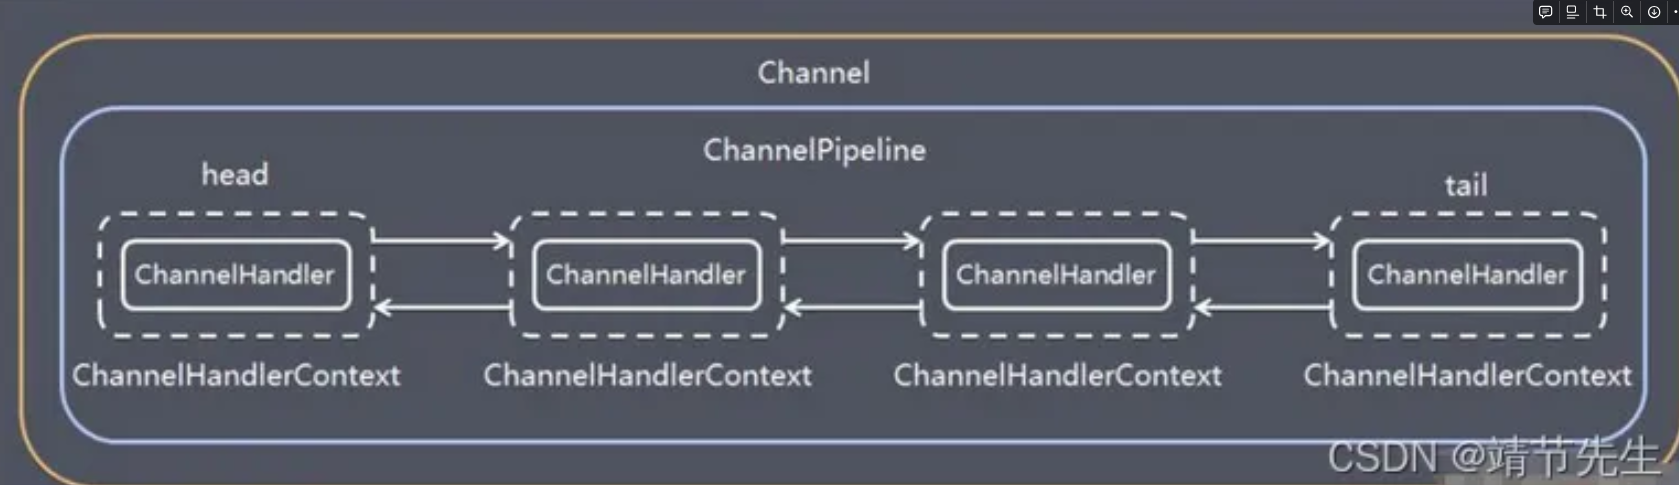 Channel
ChannelPipeline
head
tail
ChannelHandler
ChannelHandler
ChannelHandler
ChannelHandler
ChannelHandlerContext
ChannelHandlerContext
ChannelHandlerContext
ChannelHandlerContext
CSDN @靖节先生